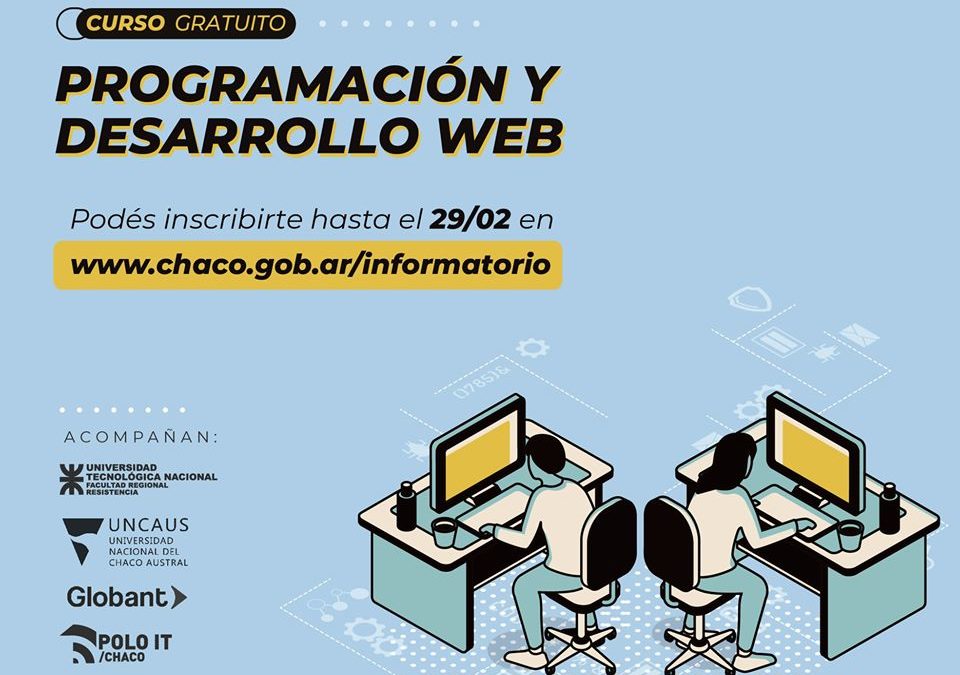 CURSO GRATUITO
PROGRAMACIÓN Y
DESARROLLO WEB
Podés inscribirte hasta el 29/02 en
www.chaco.gob.ar/informatorio
ACOMPAÑAN:
UNIVERSIDAD
TECNOLÓGICA NACIONAL
FACULTAD REGIONAL
RESISTENCIA
UNCAUS
UNIVERSIDAD
NACIONAL DEL
CHACO AUSTRAL
Globant
POLO IT
/CHACO